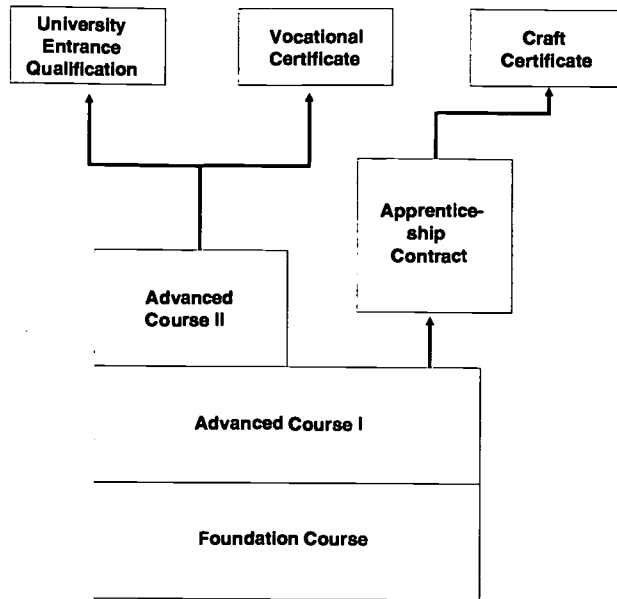 University
Entrance
Qualification
Vocational
Certificate
Craft
Certificate
Apprentice-
ship
Contract
Advanced
Course II
Advanced Course I
Foundation Course